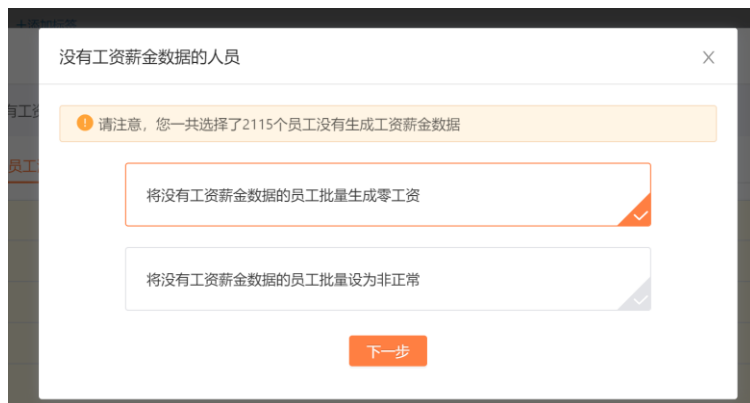 没有工资薪金数据的人员
请注意，您一共选择了2115个员工没有生成工资薪金数据
员工
将没有工资薪金数据的员工批量生成零工资
将没有工资薪金数据的员工批量设为非正常
下一步